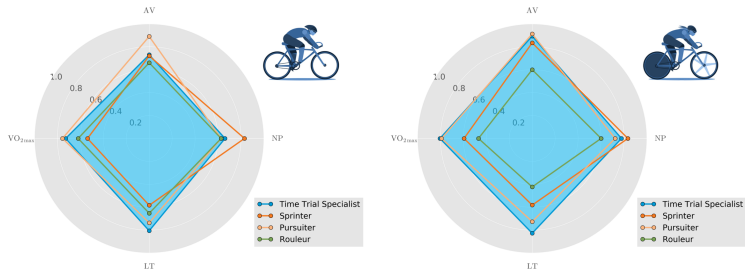 AV
1.0
0.8
0.6
0.4
0.2
VO2max
NP
LT
Time Trial Specialist
Sprinter
Pursuiter
Rouleur
AV
1.0
0.8
0.6
0.4
0.2
VO2max
NP
LT
Time Trial Specialist
Sprinter
Pursuiter
Rouleur